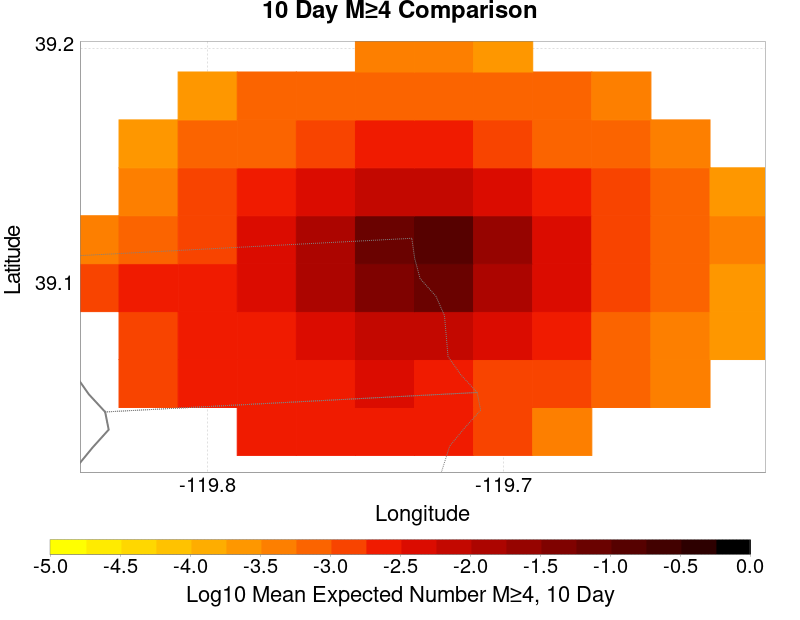 10 Day M≥4 Comparison
39.2
39.1
Latitude
-119.8 -119.7
Longitude
-5.0 -4.5 -4.0 -3.5 -3.0 -2.5 -2.0 -1.5 -1.0 -0.5 0.0
Log10 Mean Expected Number M≥4, 10 Day